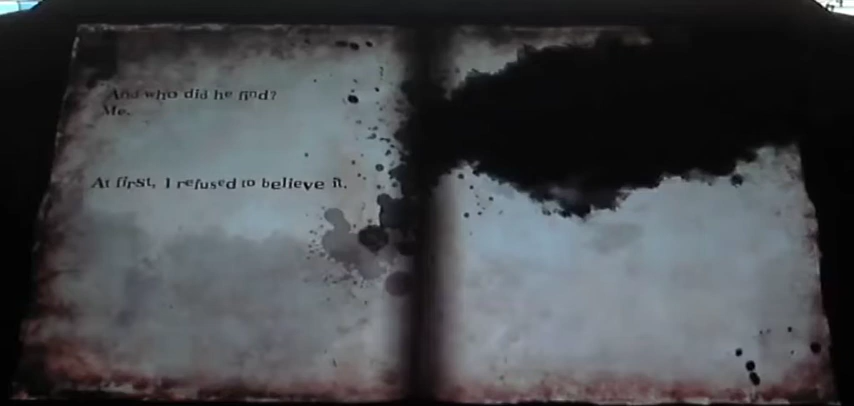 And who did he find?
Me.
At first, I refused to believe it.